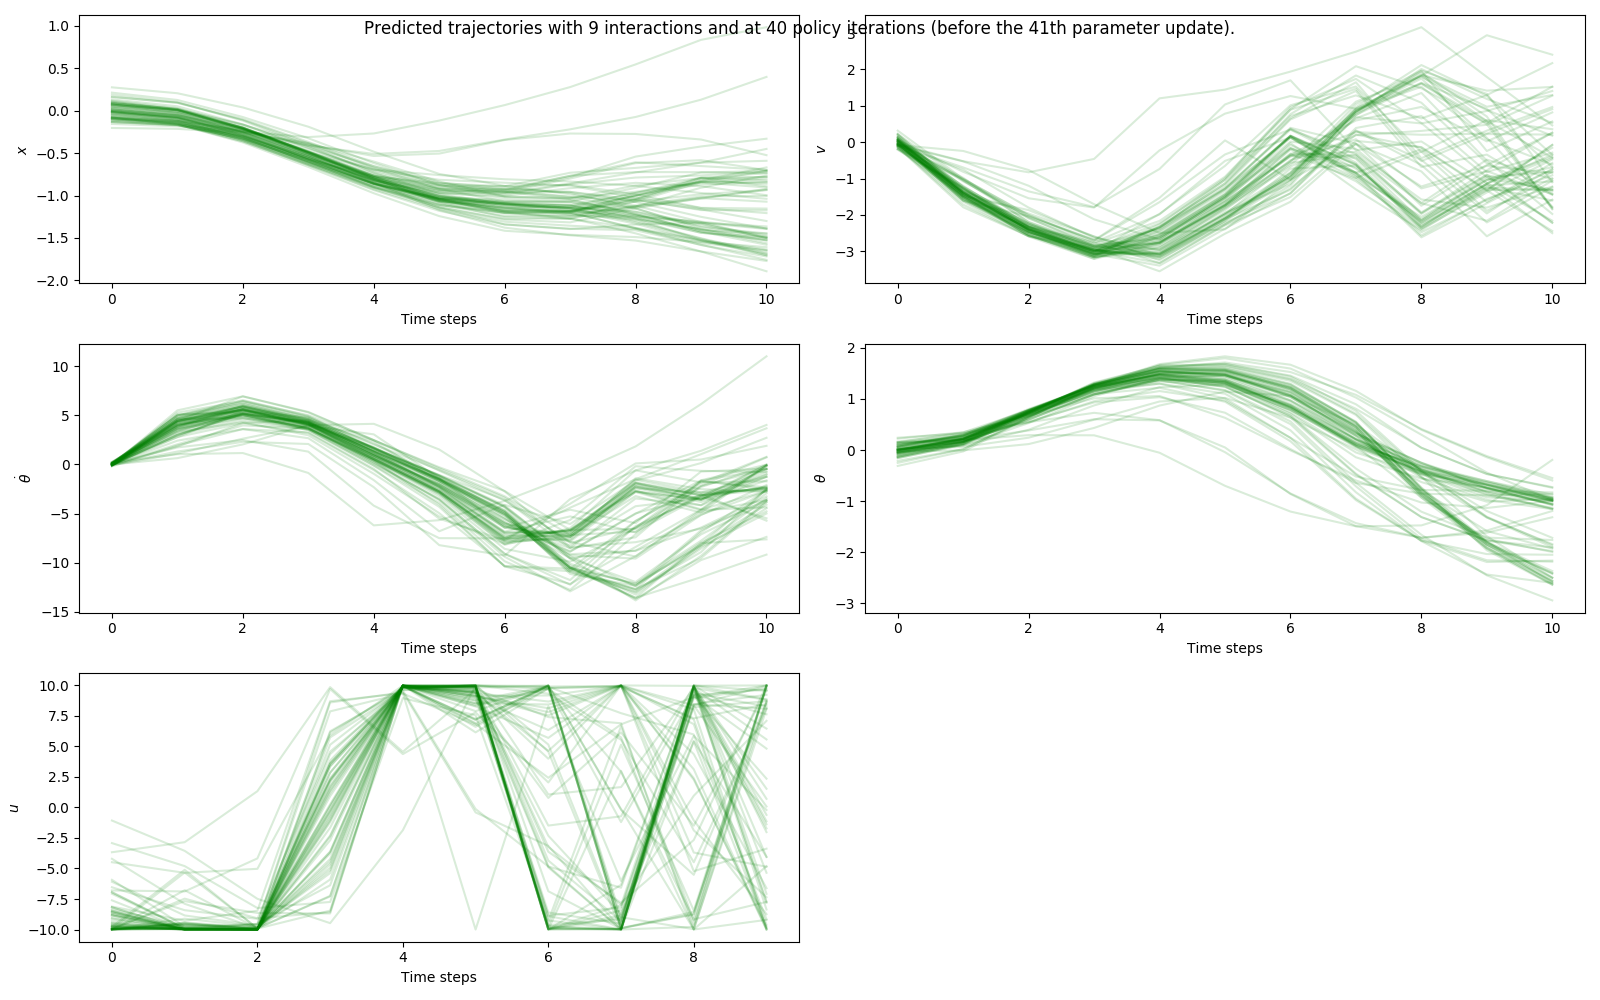 Predicted trajectories with 9 interactions and at 40 policy iterations (before the 41th parameter update).
1.0
0.5
0.0
−0.5
−1.0
−1.5
−2.0
x
0 2 4 6 8 10
Time steps
3
2
1
0
−1
−2
−3
v
0 2 4 6 8 10
Time steps
10
5
0
−5
−10
−15
θ̇
0 2 4 6 8 10
Time steps
2
1
0
−1
−2
−3
θ
0 2 4 6 8 10
Time steps
10.0
7.5
5.0
2.5
0.0
−2.5
−5.0
−7.5
−10.0
u
0 2 4 6 8
Time steps